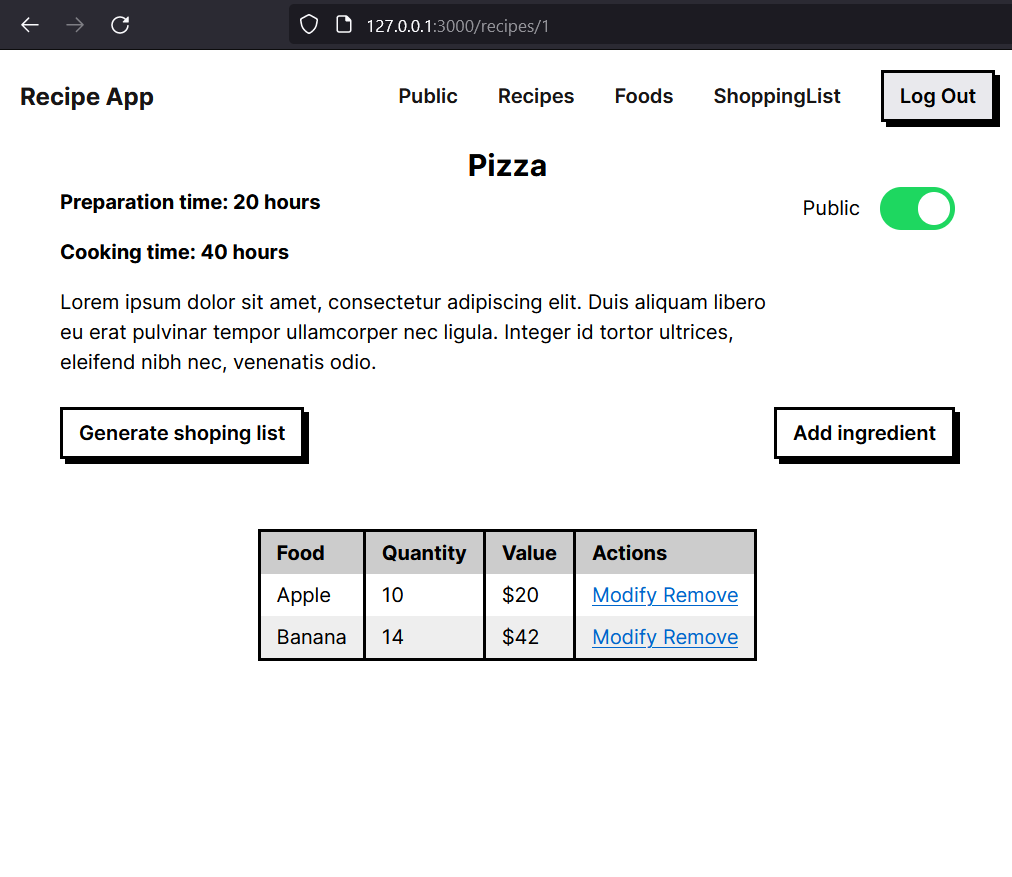 127.0.0.1:3000/recipes/1
Recipe App Public Recipes Foods ShoppingList Log Out
Pizza
Preparation time: 20 hours Public
Cooking time: 40 hours
Lorem ipsum dolor sit amet, consectetur adipiscing elit. Duis aliquam libero
eu erat pulvinar tempor ullamcorper nec ligula. Integer id tortor ultrices,
eleifend nibh nec, venenatis odio.
Generate shoping list Add ingredient
Food Quantity Value Actions
Apple 10 $20 Modify Remove
Banana 14 $42 Modify Remove